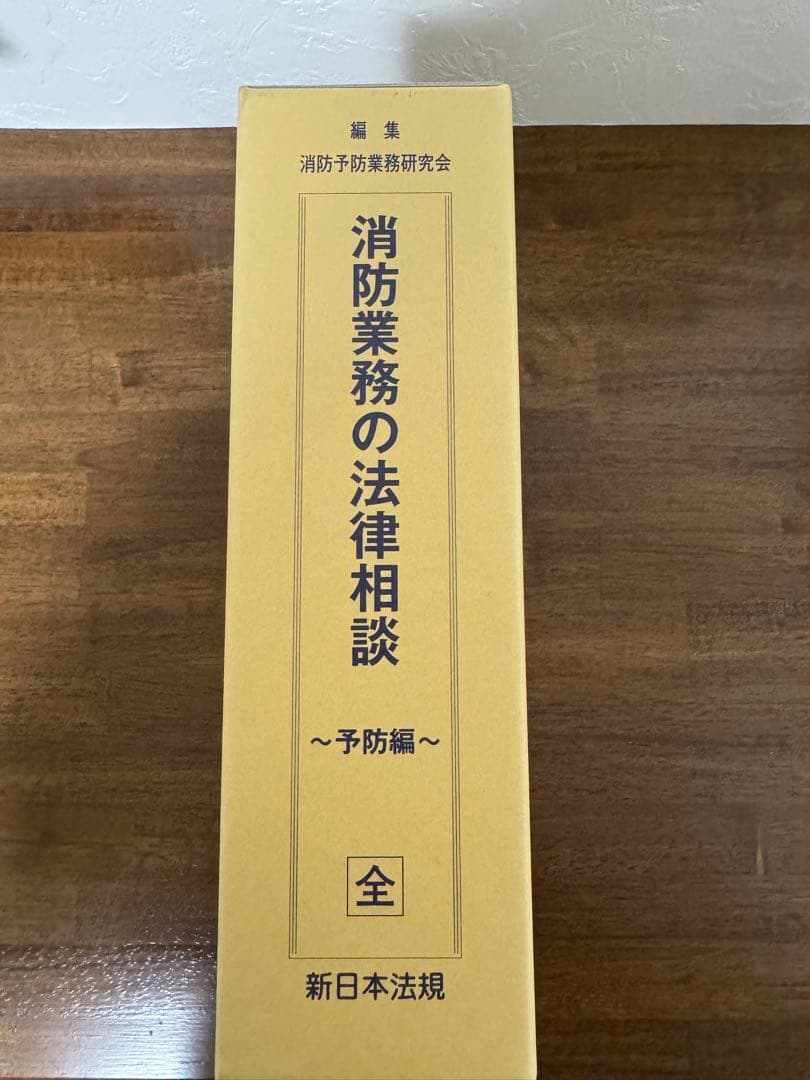 編集
消防予防業務研究会
消防業務の法律相談
～予防編～
全
新日本法規